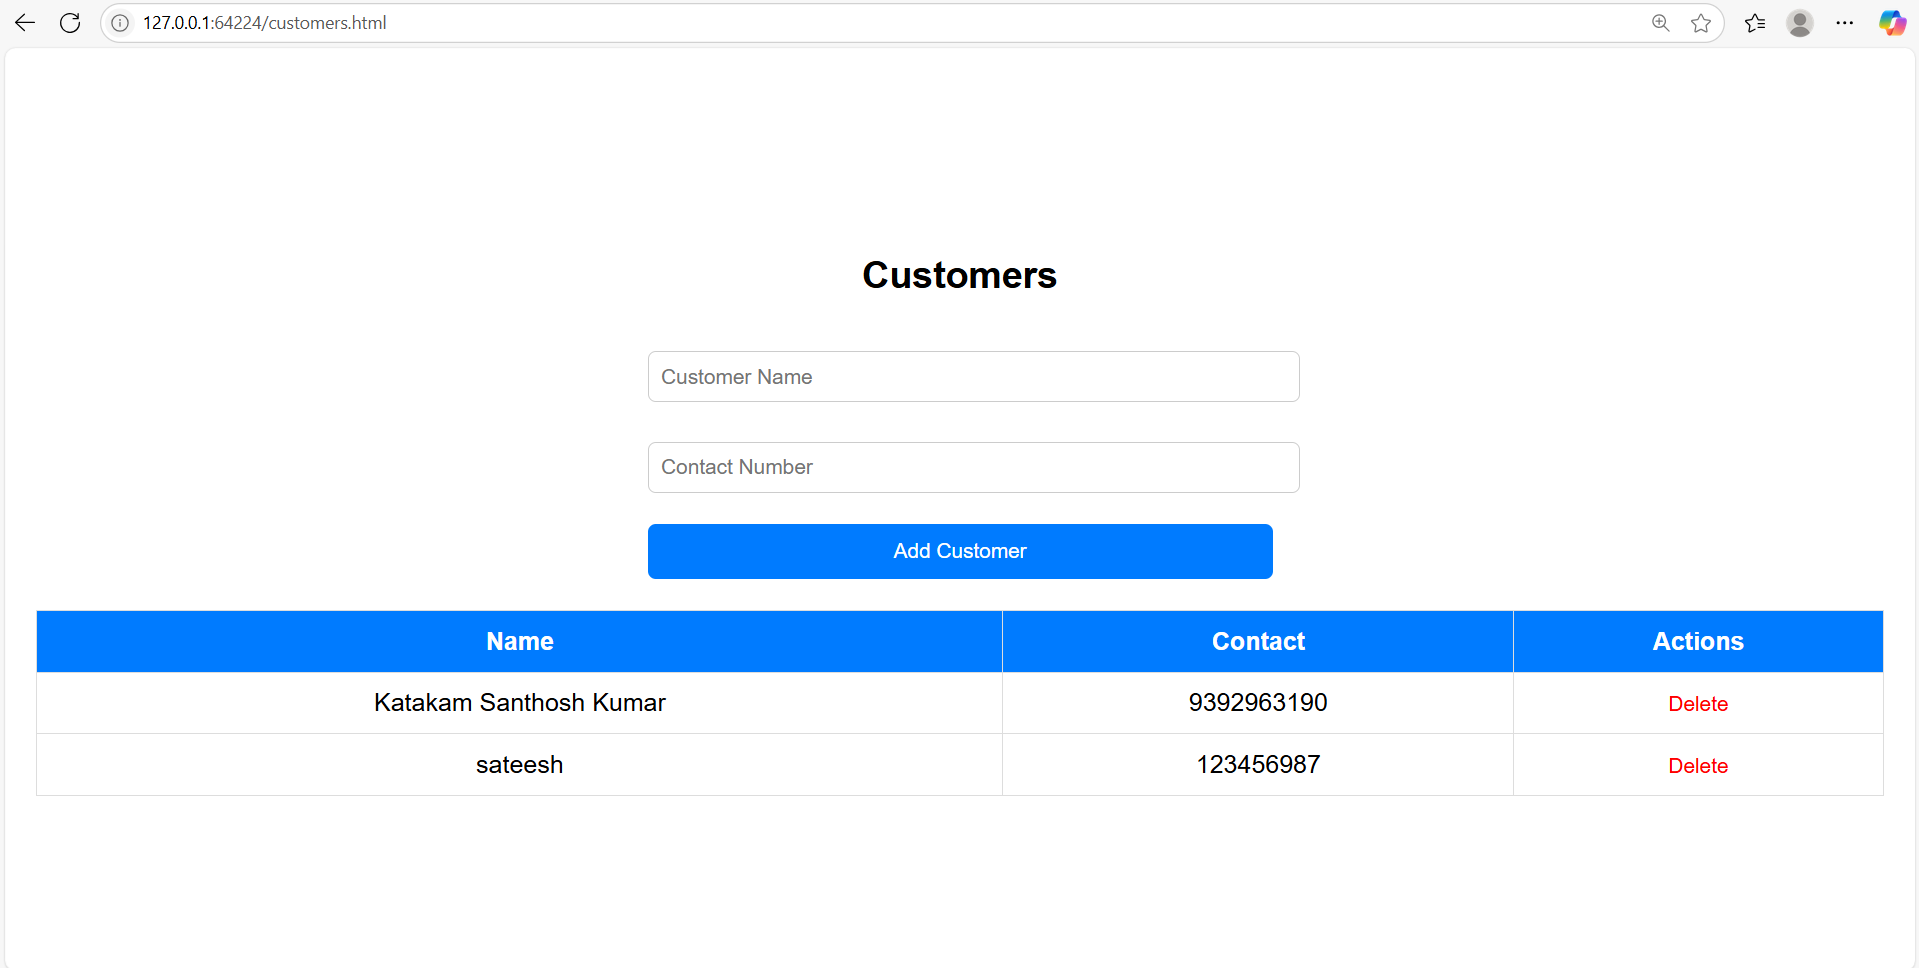 127.0.0.1:64224/customers.html
Customers
Customer Name
Contact Number
Add Customer
Name Contact Actions
Katakam Santhosh Kumar 9392963190 Delete
sateesh 123456987 Delete